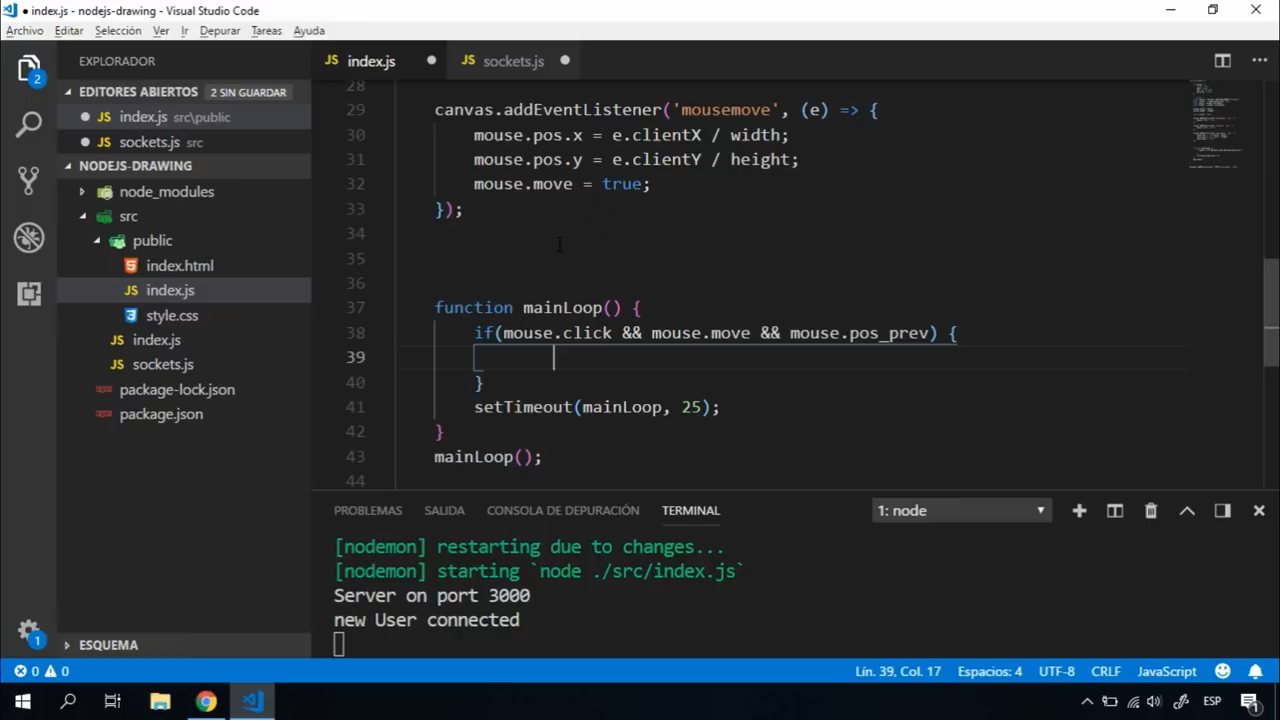 index.js - nodejs-drawing - Visual Studio Code
Archivo Editar Selección Ver Ir Depurar Tareas Ayuda
2
EXPLORADOR
EDITORES ABIERTOS 2 SIN GUARDAR
JS index.js src\public
JS sockets.js src
NODEJS-DRAWING
node_modules
src
public
index.html
JS index.js
style.css
JS index.js
JS sockets.js
package-lock.json
package.json
ESQUEMA
1
JS index.js
JS sockets.js
28
29 canvas.addEventListener('mousemove', (e) => {
30 mouse.pos.x = e.clientX / width;
31 mouse.pos.y = e.clientY / height;
32 mouse.move = true;
33 });
34
35
36
37 function mainLoop() {
38 if(mouse.click && mouse.move && mouse.pos_prev) {
39
40 }
41 setTimeout(mainLoop, 25);
42 }
43 mainLoop();
44
PROBLEMAS SALIDA CONSOLA DE DEPURACIÓN TERMINAL 1: node
[nodemon] restarting due to changes...
[nodemon] starting `node ./src/index.js`
Server on port 3000
new User connected
0 0 Lín. 39, Col. 17 Espacios: 4 UTF-8 CRLF JavaScript
ESP 1